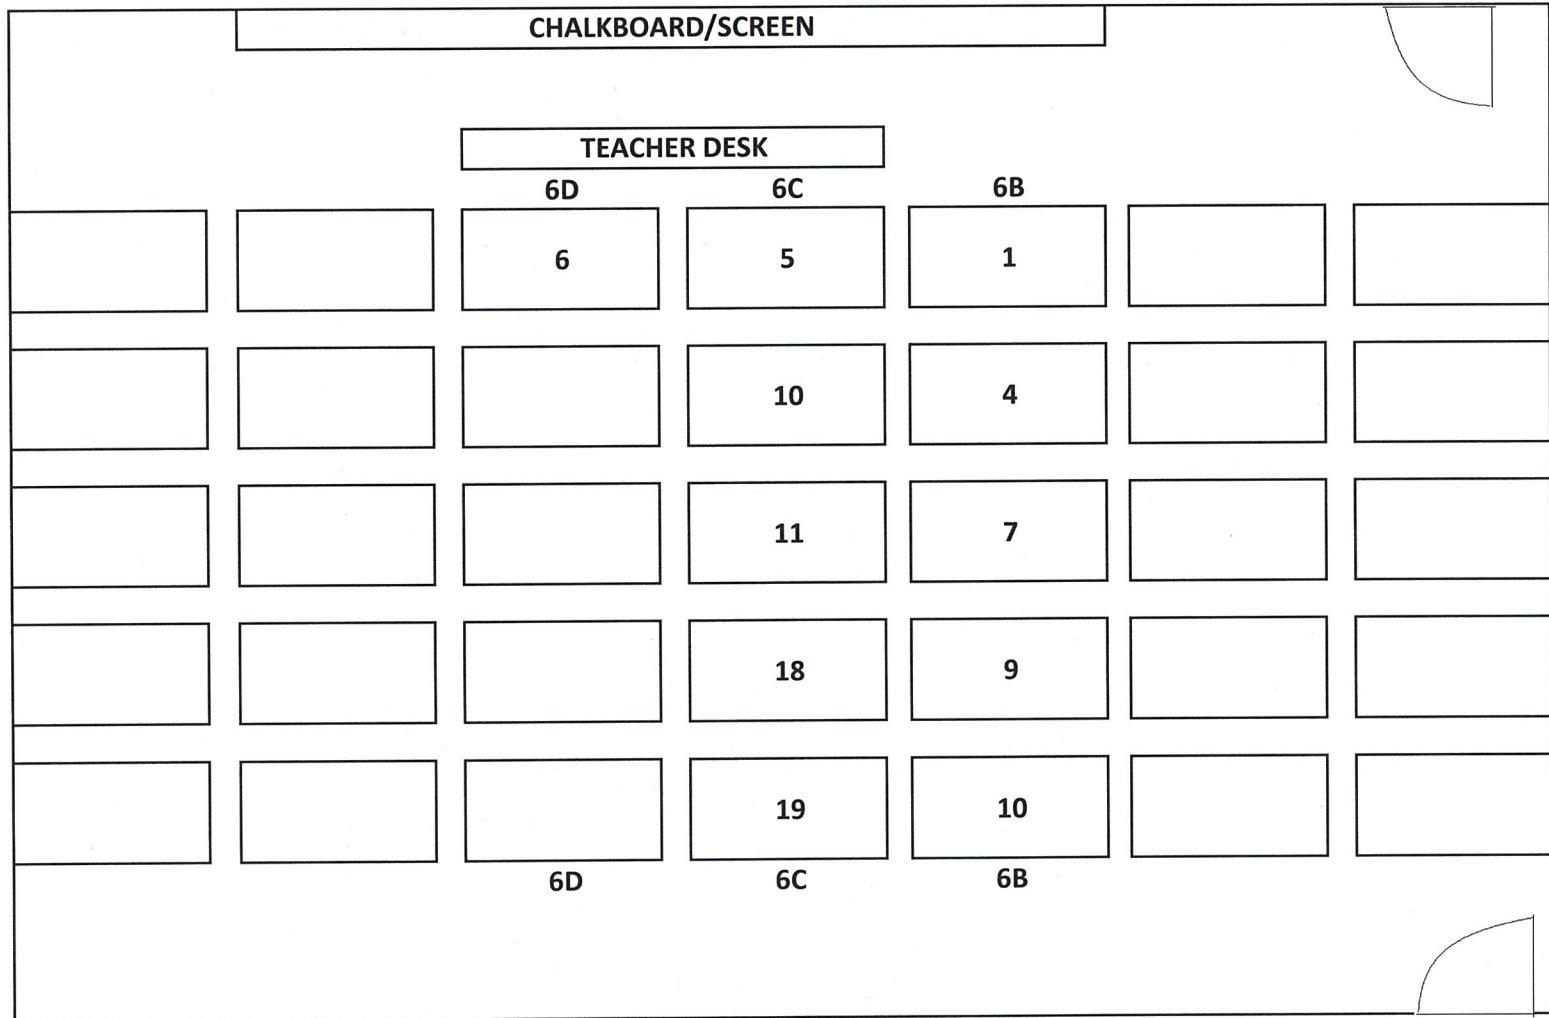 CHALKBOARD/SCREEN
TEACHER DESK
6D 6C 6B
6 5 1
10 4
11 7
18 9
19 10
6D 6C 6B